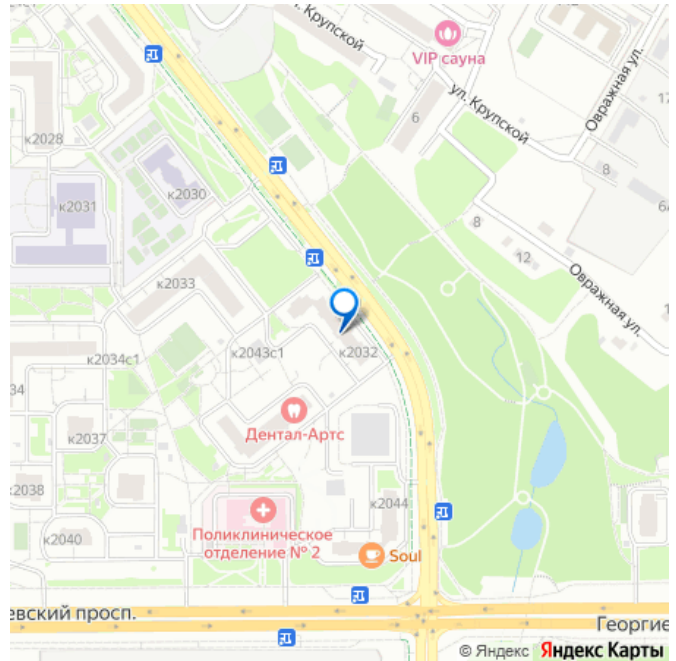 л. Крупской
VIP сауна
ул. Крупской
Овражная ул.
12
6
к2028
к2030
8
к2031
6
8
12
Овражная ул.
к2033
к2034с1
к2043с1
к2032
34
Дентал-Артс
к2037
к2038
к2044
к2040
Поликлиническое
отделение № 2
Soul
евский просп.
Георгие
© Яндекс Яндекс Карты